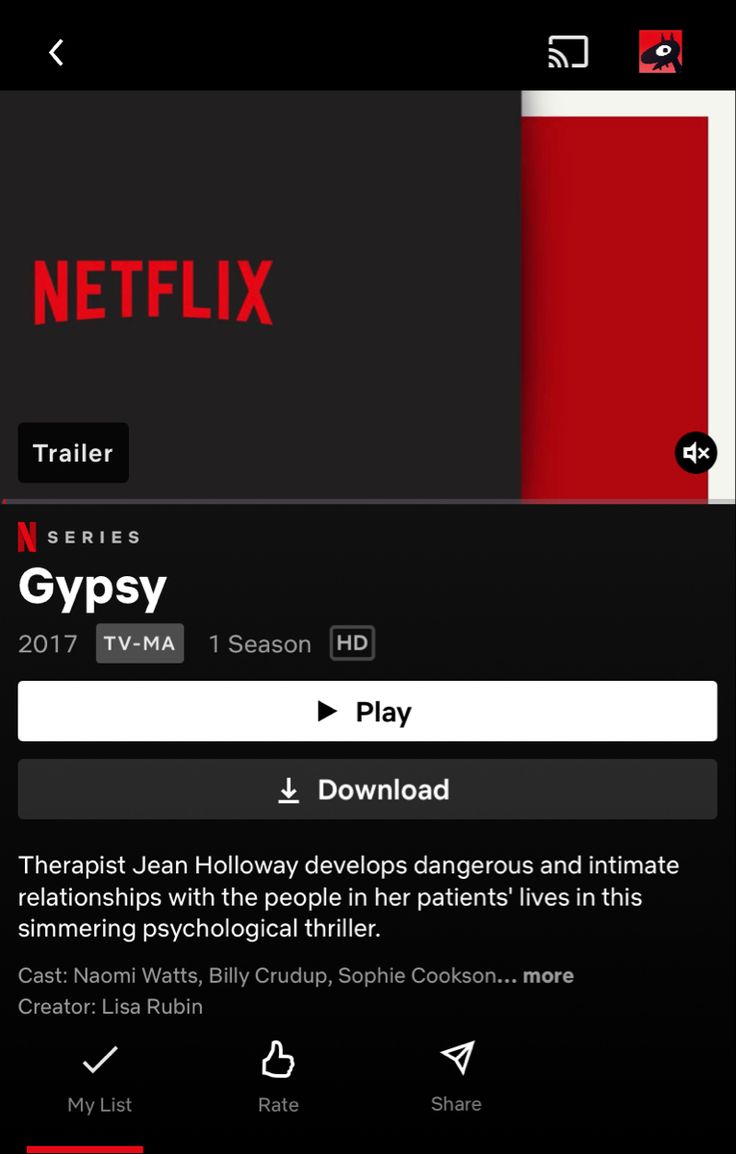 NETFLIX
Trailer
N SERIES
Gypsy
2017 TV-MA 1 Season HD
Play
Download
Therapist Jean Holloway develops dangerous and intimate
relationships with the people in her patients' lives in this
simmering psychological thriller.
Cast: Naomi Watts, Billy Crudup, Sophie Cookson... more
Creator: Lisa Rubin
My List Rate Share